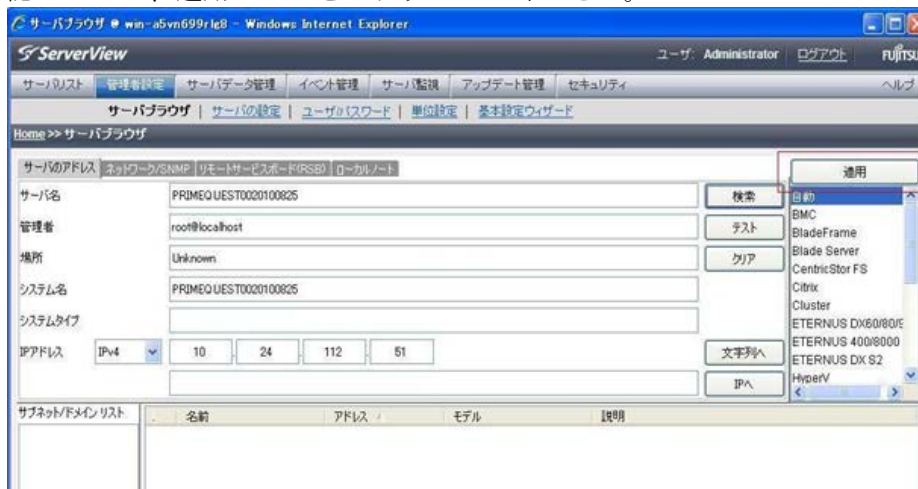 サーバブラウザ @ win-a5vn699rlg8 - Windows Internet Explorer
ServerView
ユーザ: Administrator ログアウト FUJITSU
サーバリスト 管理者設定 サーバデータ管理 イベント管理 サーバ監視 アップデート管理 セキュリティ ヘルプ
サーバブラウザ | サーバの設定 | ユーザ/パスワード | 単位設定 | 基本設定ウィザード
Home >> サーバブラウザ
サーバのアドレス ネットワーク/SNMP リモートサービスボード(RSB) ローカルノート 適用
サーバ名 PRIMEQUEST0020100825 検索 自動
BMC
管理者 root@localhost テスト BladeFrame
Blade Server
場所 Unknown クリア CentricStor FS
Citrix
システム名 PRIMEQUEST0020100825
Cluster
システムタイプ ETERNUS DX60/80/9
IPアドレス IPv4 10 . 24 . 112 . 51 文字列へ ETERNUS 400/8000
ETERNUS DX S2
IPへ HyperV
サブネット/ドメイン リスト 名前 アドレス モデル 説明